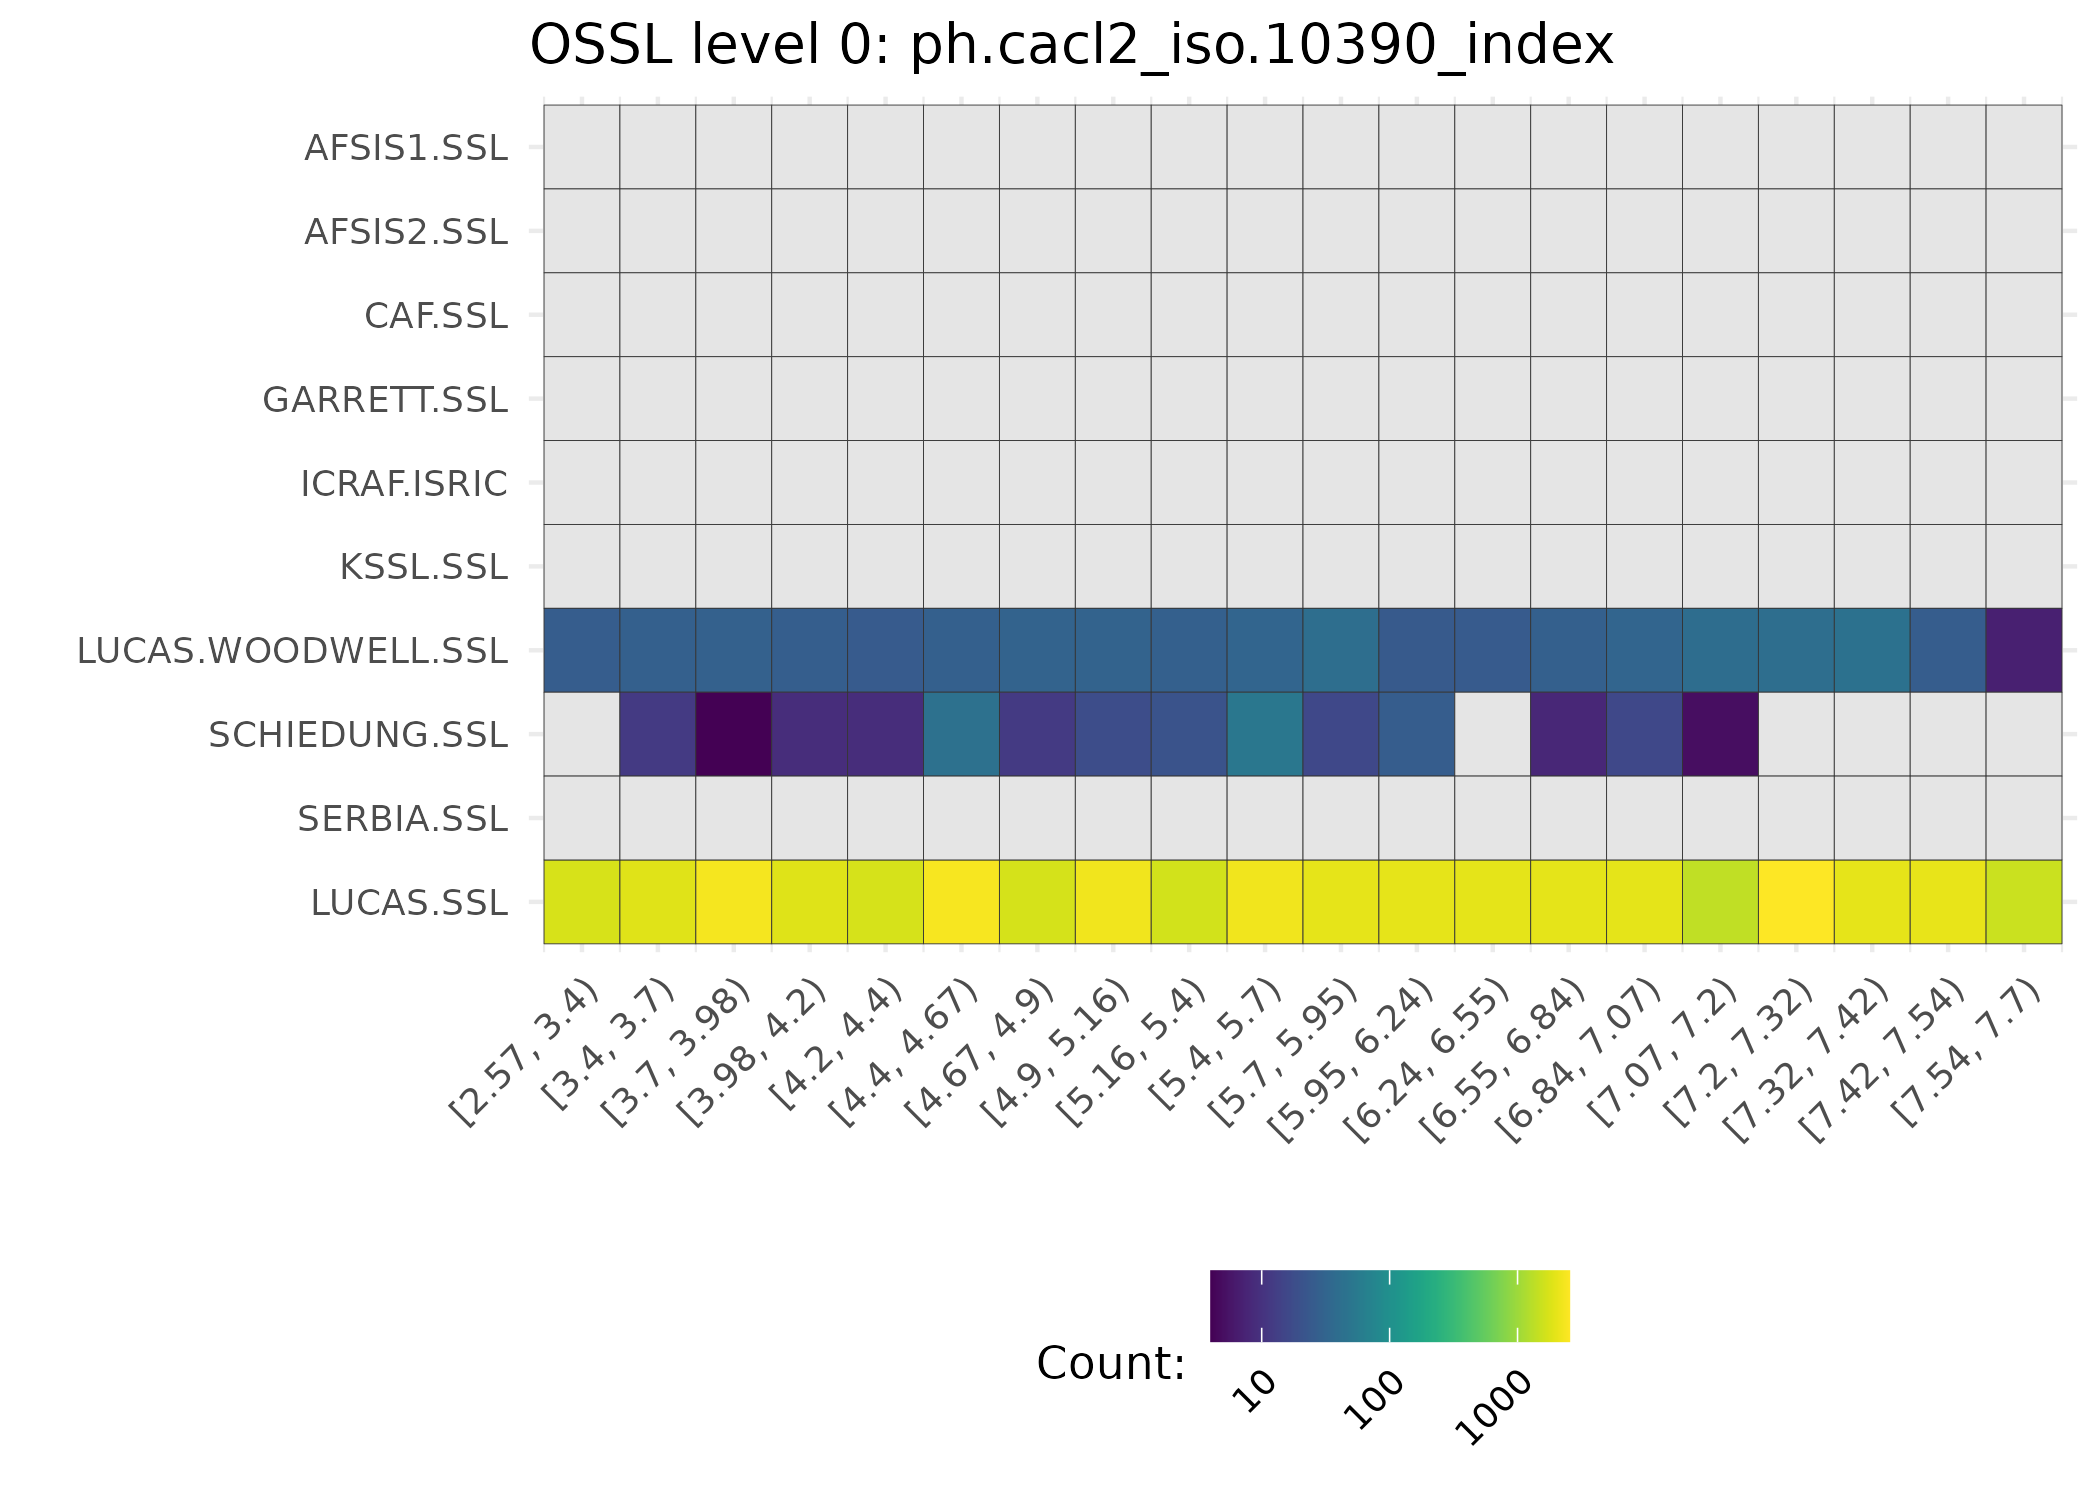 OSSL level 0: ph.cacl2_iso.10390_index
AFSIS1.SSL
AFSIS2.SSL
CAF.SSL
GARRETT.SSL
ICRAF.ISRIC
KSSL.SSL
LUCAS.WOODWELL.SSL
SCHIEDUNG.SSL
SERBIA.SSL
LUCAS.SSL
[2.57, 3.4)
[3.4, 3.7)
[3.7, 3.98)
[3.98, 4.2)
[4.2, 4.4)
[4.4, 4.67)
[4.67, 4.9)
[4.9, 5.16)
[5.16, 5.4)
[5.4, 5.7)
[5.7, 5.95)
[5.95, 6.24)
[6.24, 6.55)
[6.55, 6.84)
[6.84, 7.07)
[7.07, 7.2)
[7.2, 7.32)
[7.32, 7.42)
[7.42, 7.54)
[7.54, 7.7)
Count:
10
100
1000